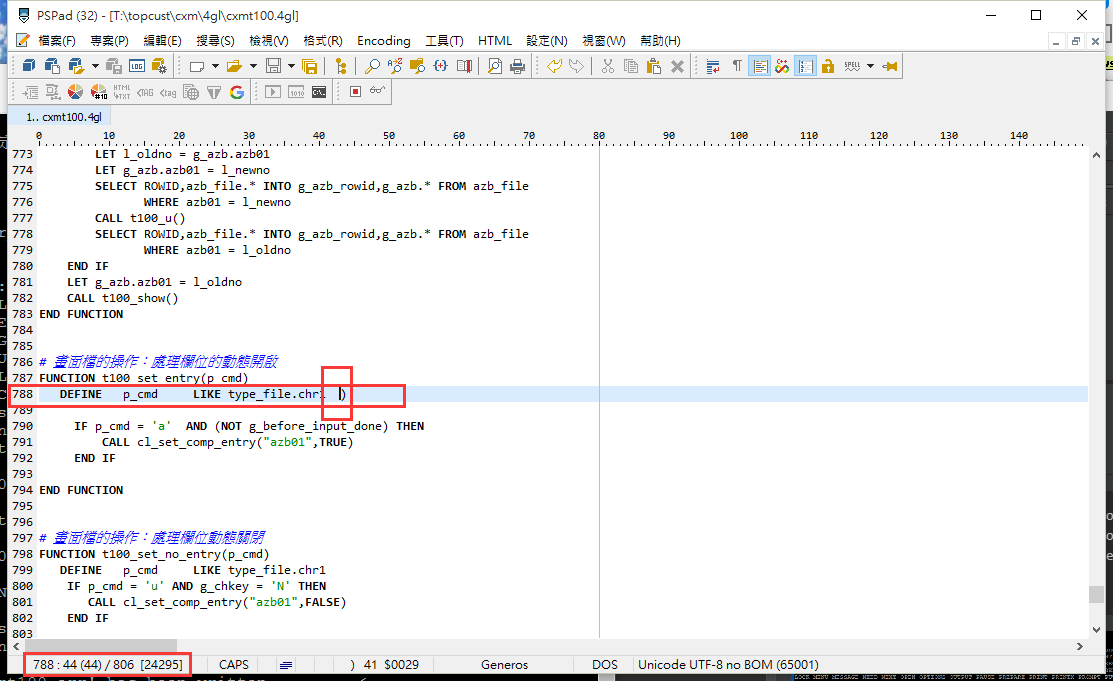 PSPad (32) - [T:\topcust\cxm\4gl\cxmt100.4gl]
檔案(F) 專案(P) 編輯(E) 搜尋(S) 檢視(V) 格式(R) Encoding 工具(T) HTML 設定(N) 視窗(W) 幫助(H)
1.. cxmt100.4gl
0 10 20 30 40 50 60 70 80 90 100 110 120 130 140
773 LET l_oldno = g_azb.azb01
774 LET g_azb.azb01 = l_newno
775 SELECT ROWID,azb_file.* INTO g_azb_rowid,g_azb.* FROM azb_file
776 WHERE azb01 = l_newno
777 CALL t100_u()
778 SELECT ROWID,azb_file.* INTO g_azb_rowid,g_azb.* FROM azb_file
779 WHERE azb01 = l_oldno
780 END IF
781 LET g_azb.azb01 = l_oldno
782 CALL t100_show()
783 END FUNCTION
784
785
786 # 畫面檔的操作：處理欄位的動態開啟
787 FUNCTION t100_set_entry(p_cmd)
788 DEFINE p_cmd LIKE type_file.chr1 )
789
790 IF p_cmd = 'a' AND (NOT g_before_input_done) THEN
791 CALL cl_set_comp_entry("azb01",TRUE)
792 END IF
793
794 END FUNCTION
795
796
797 # 畫面檔的操作：處理欄位動態關閉
798 FUNCTION t100_set_no_entry(p_cmd)
799 DEFINE p_cmd LIKE type_file.chr1
800 IF p_cmd = 'u' AND g_chkey = 'N' THEN
801 CALL cl_set_comp_entry("azb01",FALSE)
802 END IF
803
788 : 44 (44) / 806 [24295] CAPS ) 41 $0029 Generos DOS Unicode UTF-8 no BOM (65001)